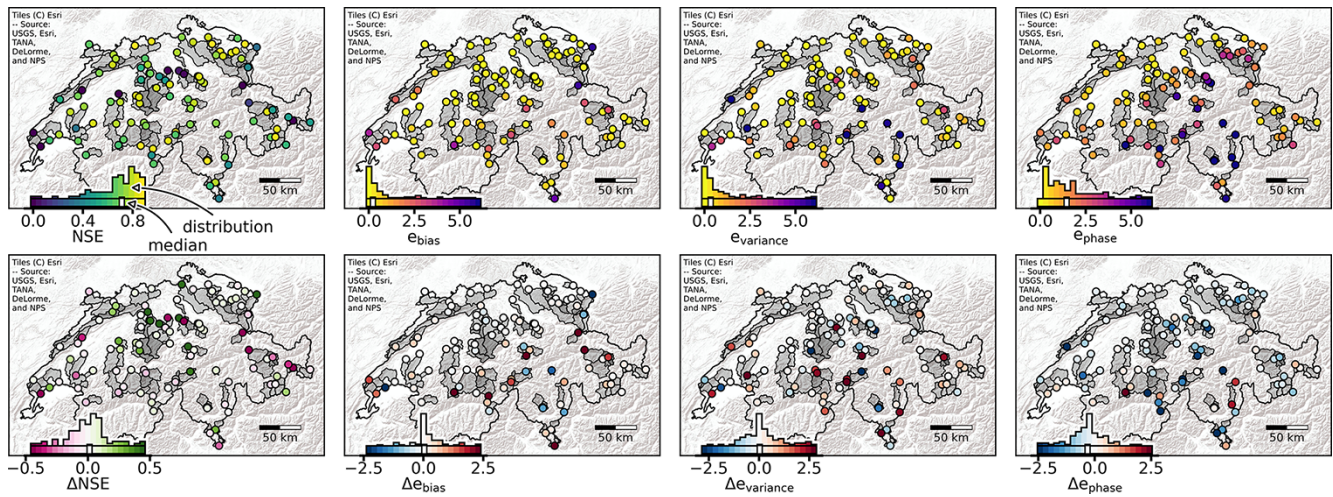 Tiles (C) Esri
-- Source:
USGS, Esri,
TANA,
DeLorme,
and NPS
50 km
0.0 0.4 0.8
NSE
distribution
median
Tiles (C) Esri
-- Source:
USGS, Esri,
TANA,
DeLorme,
and NPS
50 km
0.0 2.5 5.0
e_bias
Tiles (C) Esri
-- Source:
USGS, Esri,
TANA,
DeLorme,
and NPS
50 km
0.0 2.5 5.0
e_variance
Tiles (C) Esri
-- Source:
USGS, Esri,
TANA,
DeLorme,
and NPS
50 km
0.0 2.5 5.0
e_phase
Tiles (C) Esri
-- Source:
USGS, Esri,
TANA,
DeLorme,
and NPS
50 km
−0.5 0.0 0.5
ΔNSE
Tiles (C) Esri
-- Source:
USGS, Esri,
TANA,
DeLorme,
and NPS
50 km
−2.5 0.0 2.5
Δe_bias
Tiles (C) Esri
-- Source:
USGS, Esri,
TANA,
DeLorme,
and NPS
50 km
−2.5 0.0 2.5
Δe_variance
Tiles (C) Esri
-- Source:
USGS, Esri,
TANA,
DeLorme,
and NPS
50 km
−2.5 0.0 2.5
Δe_phase